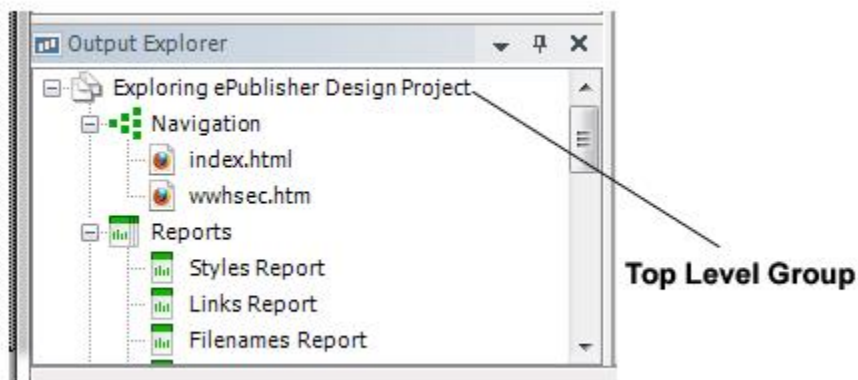 Output Explorer
Exploring ePublisher Design Project
Navigation
index.html
wwhsec.htm
Reports
Styles Report
Links Report
Filenames Report
Top Level Group